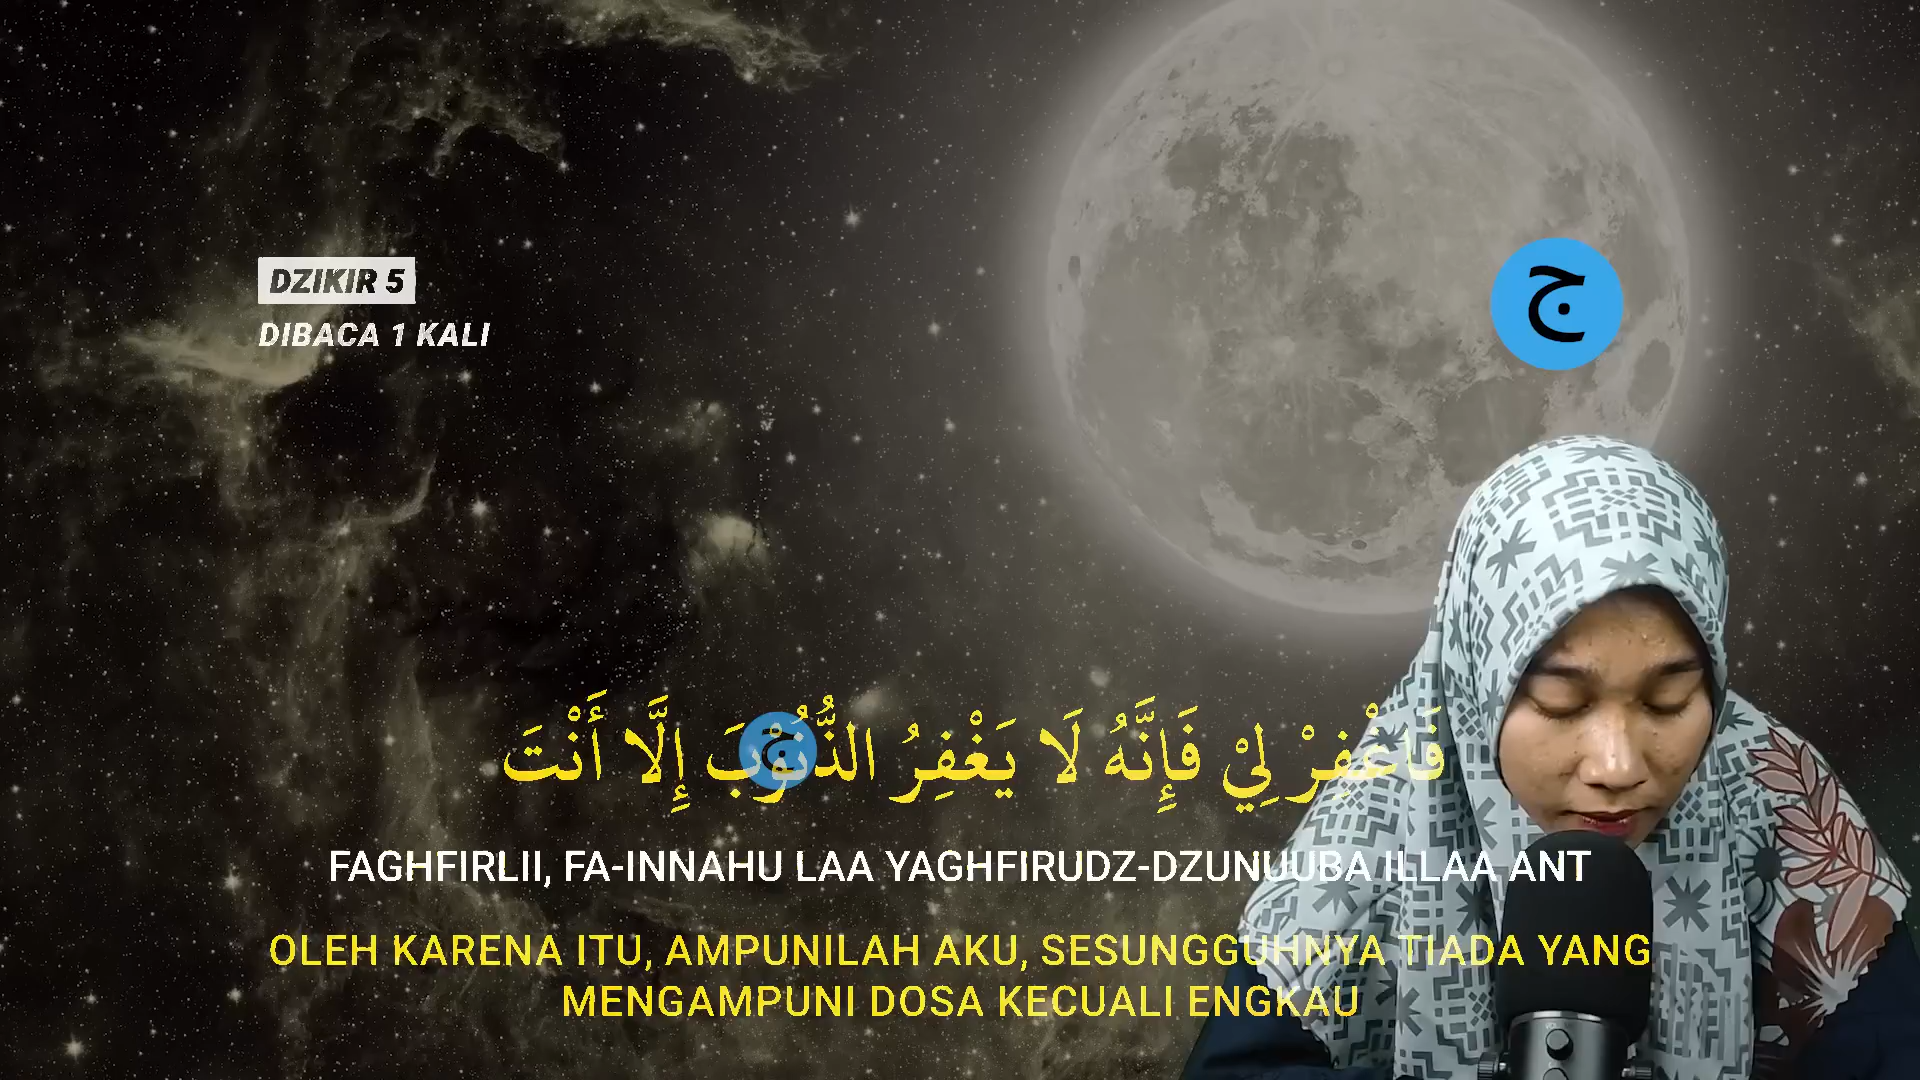 DZIKIR 5
DIBACA 1 KALI
ج
فَاغْفِرْ لِيْ فَإِنَّهُ لَا يَغْفِرُ الذُّنُوْبَ إِلَّا أَنْتَ
ج
FAGHFIRLII, FA-INNAHU LAA YAGHFIRUDZ-DZUNUUBA ILLAA ANT
OLEH KARENA ITU, AMPUNILAH AKU, SESUNGGUHNYA TIADA YANG
MENGAMPUNI DOSA KECUALI ENGKAU